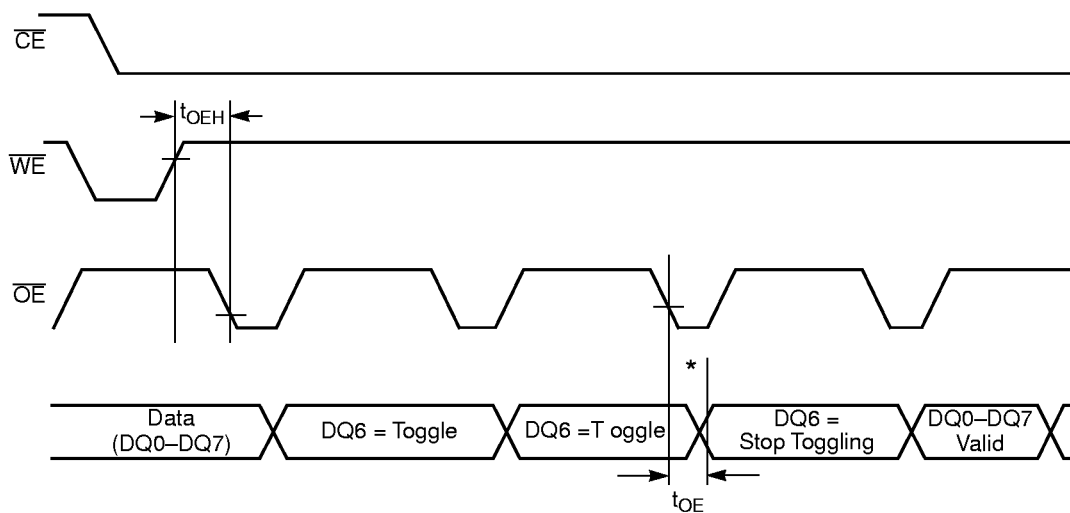 CE
tOEH
WE
OE
*
Data
(DQ0–DQ7)
DQ6 = Toggle
DQ6 =T oggle
DQ6 =
Stop Toggling
DQ0–DQ7
Valid
tOE